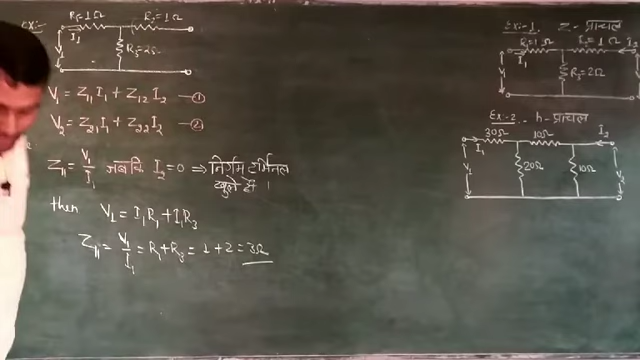 Ex:-
R₁=1Ω R₂=1Ω
I₁
R₃=2Ω
V₁
V₁ = Z₁₁I₁ + Z₁₂I₂ —①
V₂ = Z₂₁I₁ + Z₂₂I₂ —②
Z₁₁ = V₁/I₁ जबकि I₂=0 ⇒ निर्गम टर्मिनल
खुले हैं।
then V₁ = I₁R₁ + I₁R₃
Z₁₁ = V₁/I₁ = R₁+R₃ = 1+2 = 3Ω
Ex:-1 Z-प्राचल
R₁=1Ω I₂
I₁
R₃=2Ω
V₁
Ex-2 h-प्राचल
30Ω 10Ω I₂
I₁
V₁ 20Ω 10Ω V₂